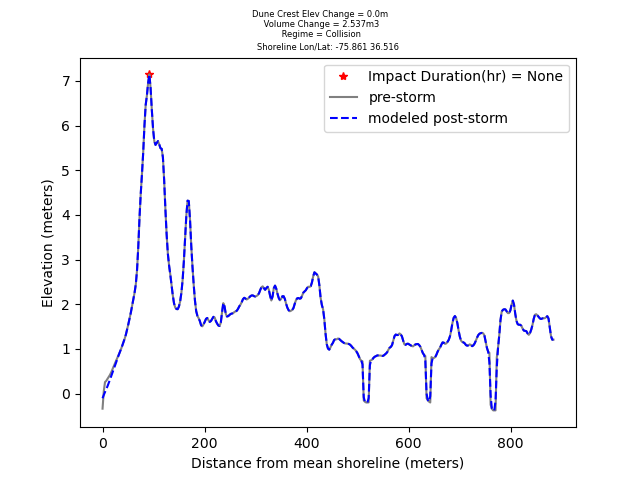 Dune Crest Elev Change = 0.0m
Volume Change = 2.537m3
Regime = Collision
Shoreline Lon/Lat: -75.861 36.516
Impact Duration(hr) = None
pre-storm
modeled post-storm
Elevation (meters)
7
6
5
4
3
2
1
0
0 200 400 600 800
Distance from mean shoreline (meters)